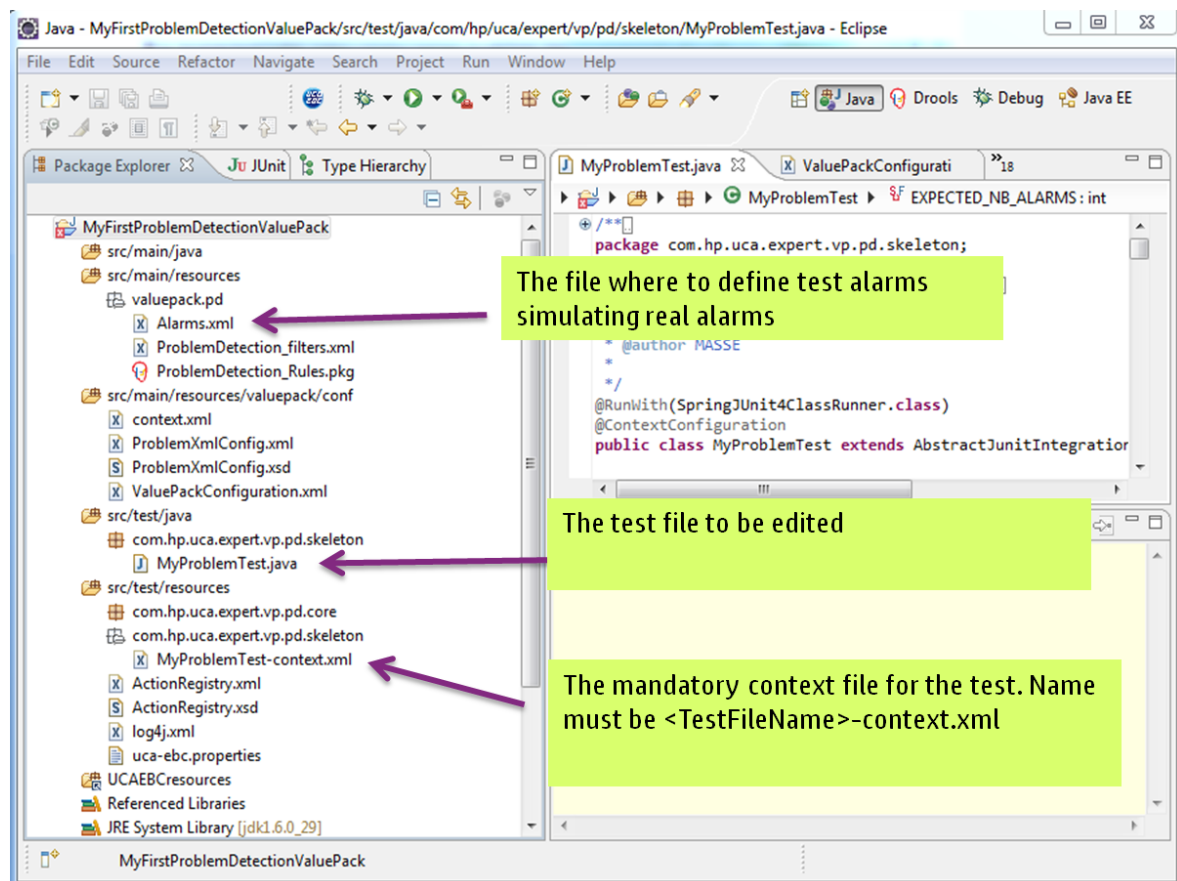 Java - MyFirstProblemDetectionValuePack/src/test/java/com/hp/uca/expert/vp/pd/skeleton/MyProblemTest.java - Eclipse
File Edit Source Refactor Navigate Search Project Run Window Help
Java Drools Debug Java EE
Package Explorer JUnit Type Hierarchy
MyFirstProblemDetectionValuePack
src/main/java
src/main/resources
valuepack.pd
Alarms.xml
ProblemDetection_filters.xml
ProblemDetection_Rules.pkg
src/main/resources/valuepack/conf
context.xml
ProblemXmlConfig.xml
ProblemXmlConfig.xsd
ValuePackConfiguration.xml
src/test/java
com.hp.uca.expert.vp.pd.skeleton
MyProblemTest.java
src/test/resources
com.hp.uca.expert.vp.pd.core
com.hp.uca.expert.vp.pd.skeleton
MyProblemTest-context.xml
ActionRegistry.xml
ActionRegistry.xsd
log4j.xml
uca-ebc.properties
UCAEBCresources
Referenced Libraries
JRE System Library [jdk1.6.0_29]
MyProblemTest.java ValuePackConfigurati »18
MyProblemTest EXPECTED_NB_ALARMS : int
/**
package com.hp.uca.expert.vp.pd.skeleton;
The file where to define test alarms
simulating real alarms
* @author MASSE
*
*/
@RunWith(SpringJUnit4ClassRunner.class)
@ContextConfiguration
public class MyProblemTest extends AbstractJunitIntegration
The test file to be edited
The mandatory context file for the test. Name
must be <TestFileName>-context.xml
MyFirstProblemDetectionValuePack